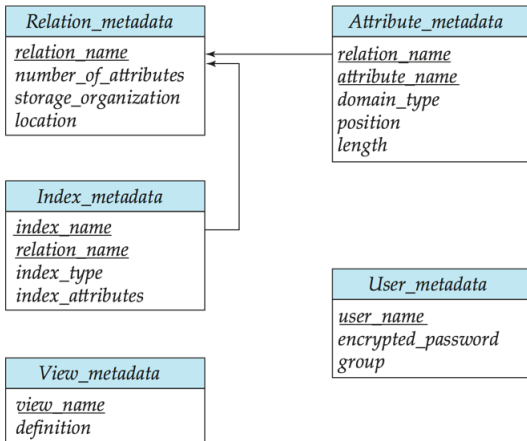 Relation_metadata
relation_name
number_of_attributes
storage_organization
location
Attribute_metadata
relation_name
attribute_name
domain_type
position
length
Index_metadata
index_name
relation_name
index_type
index_attributes
User_metadata
user_name
encrypted_password
group
View_metadata
view_name
definition